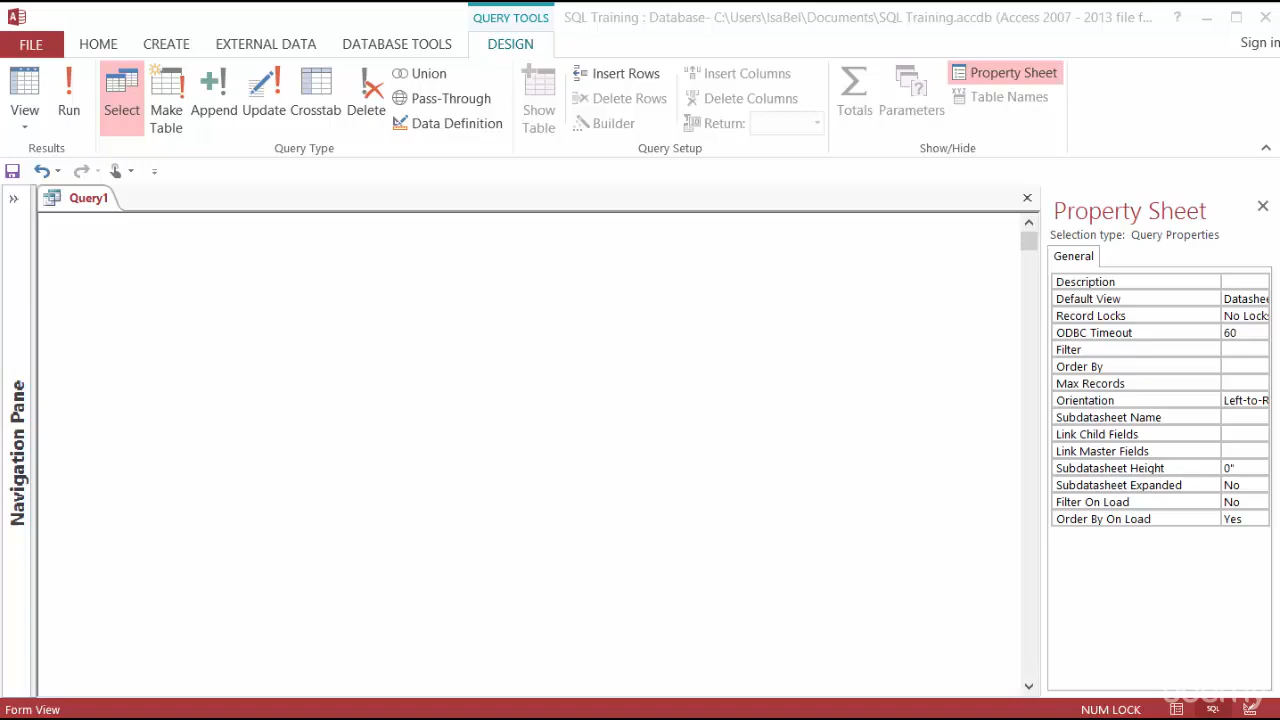 QUERY TOOLS
SQL Training : Database- C:\Users\IsaBel\Documents\SQL Training.accdb (Access 2007 - 2013 file f...
?
FILE
HOME
CREATE
EXTERNAL DATA
DATABASE TOOLS
DESIGN
Sign in
View
Run
Select
Make Table
Append
Update
Crosstab
Delete
Union
Pass-Through
Data Definition
Show Table
Insert Rows
Delete Rows
Builder
Insert Columns
Delete Columns
Return:
Totals
Parameters
Property Sheet
Table Names
Results
Query Type
Query Setup
Show/Hide
Query1
Navigation Pane
Property Sheet
Selection type: Query Properties
General
Description
Default View Datashee
Record Locks No Locks
ODBC Timeout 60
Filter
Order By
Max Records
Orientation Left-to-R
Subdatasheet Name
Link Child Fields
Link Master Fields
Subdatasheet Height 0"
Subdatasheet Expanded No
Filter On Load No
Order By On Load Yes
Form View
NUM LOCK
SQL